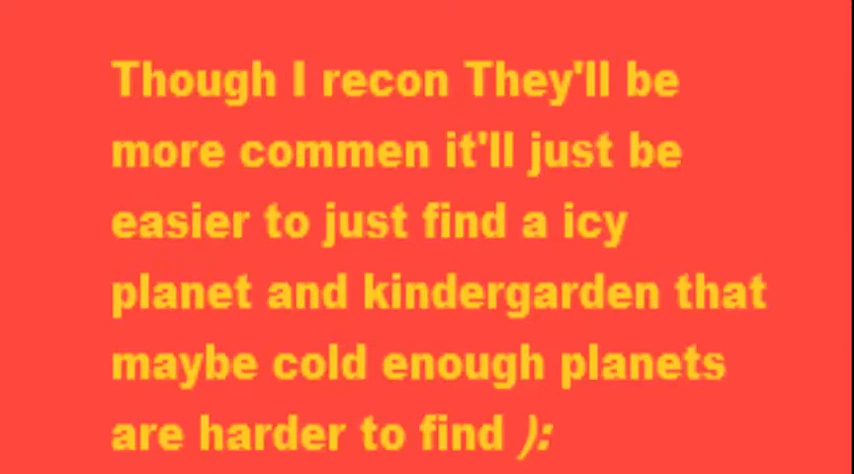 Though I recon They'll be
more commen it'll just be
easier to just find a icy
planet and kindergarden that
maybe cold enough planets
are harder to find ):